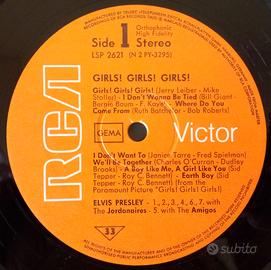 MANUFACTURED BY TELDEC »TELEFUNKEN-DECCA«
Orthophonic
High Fidelity
Side 1 Stereo
LSP 2621 (N 2 PY-3295)
GIRLS! GIRLS! GIRLS!
Girls! Girls! Girls! (Jerry Leiber - Mike
Stoller) - I Don't Wanna Be Tied (Bill Giant -
Bernie Baum - F. Kaye) - Where Do You
Come From (Ruth Batchelor - Bob Roberts)
GEMA
RCA Victor
I Don't Want To (Janice Torre - Fred Spielman)
We'll Be Together (Charles O'Curran - Dudley
Brooks) - A Boy Like Me, A Girl Like You (Sid
Tepper - Roy C. Bennett) - Earth Boy (Sid
Tepper - Roy C. Bennett) (from the
Paramount Picture "Girls! Girls! Girls!)
ELVIS PRESLEY - 1, 2, 3, 4, 6, 7, with
The Jordanaires - 5 with The Amigos
33
subito